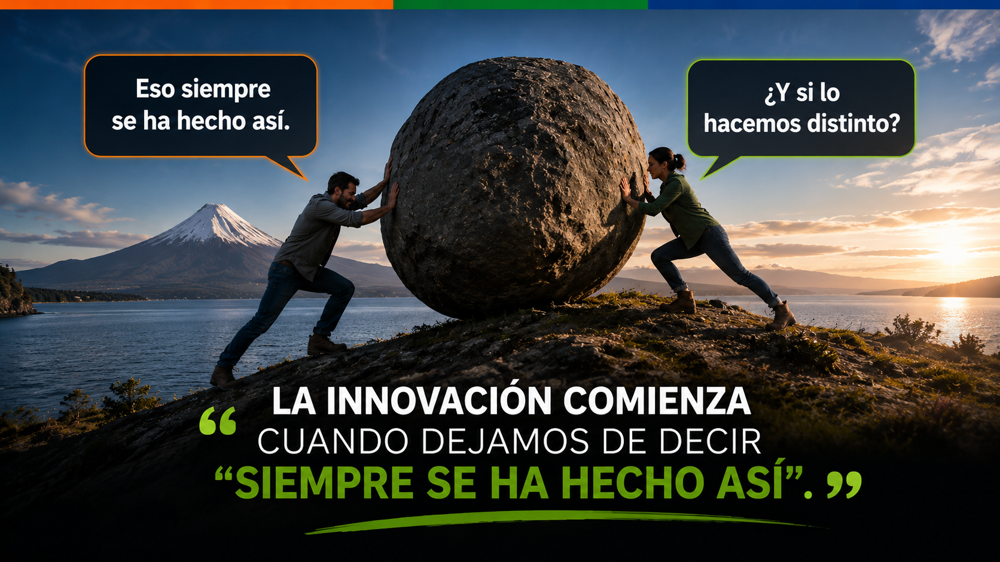 Eso siempre
se ha hecho así.
¿Y si lo
hacemos distinto?
“LA INNOVACIÓN COMIENZA
CUANDO DEJAMOS DE DECIR
“SIEMPRE SE HA HECHO ASÍ”.”